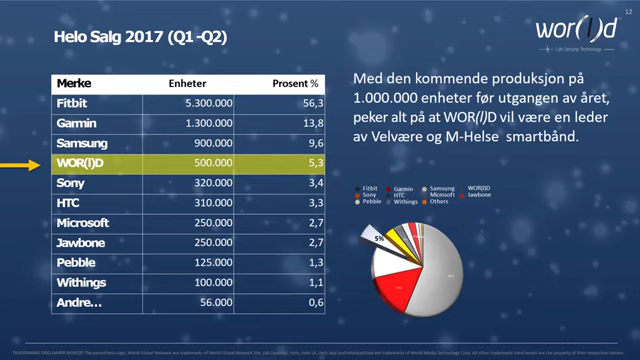 12
Helo Salg 2017 (Q1 -Q2)
wor(l)d
Life Sensing Technology
Merke Enheter Prosent %
Fitbit 5.300.000 56,3
Garmin 1.300.000 13,8
Samsung 900.000 9,6
WOR(l)D 500.000 5,3
Sony 320.000 3,4
HTC 310.000 3,3
Microsoft 250.000 2,7
Jawbone 250.000 2,7
Pebble 125.000 1,3
Withings 100.000 1,1
Andre... 56.000 0,6
Med den kommende produksjon på
1.000.000 enheter før utgangen av året,
peker alt på at WOR(l)D vil være en leder
av Velvære og M-Helse smartbånd.
Fitbit Garmin Samsung WOR(l)D
Sony HTC Microsoft Jawbone
Pebble Withings Others
5%